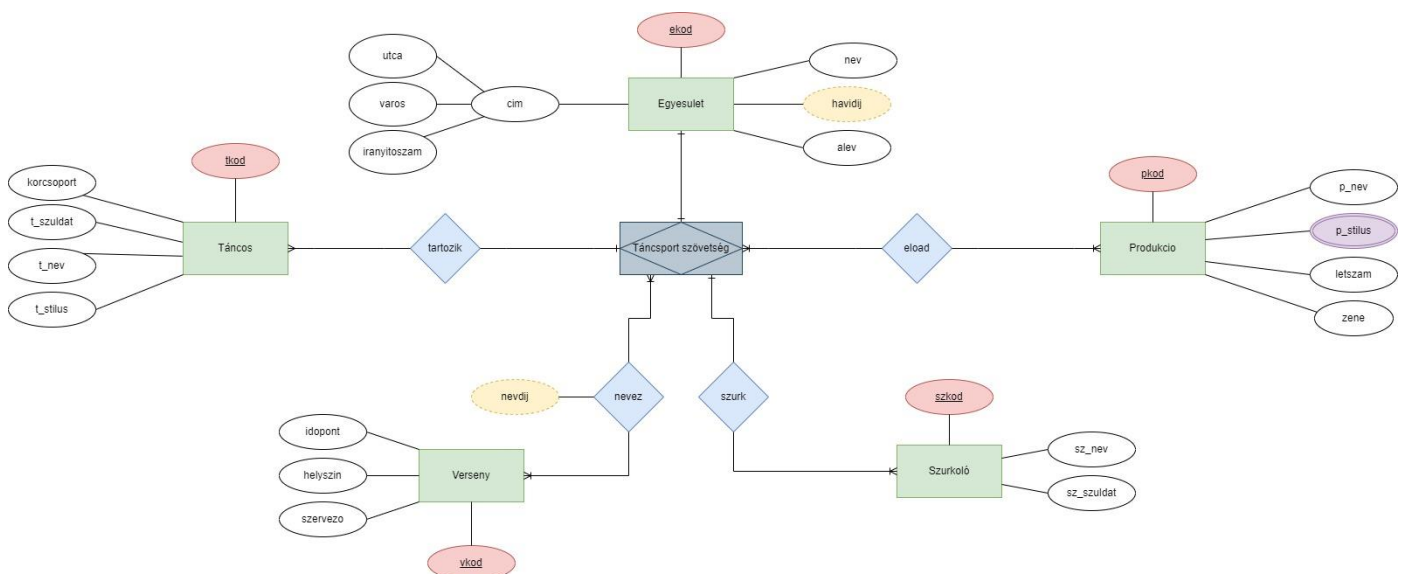 ekod
utca
nev
varos
cim
Egyesulet
havidij
iranyitoszam
alev
tkod
pkod
korcsoport
p_nev
t_szuldat
Táncos
tartozik
Táncsport szövetség
eload
Produkcio
p_stilus
t_nev
letszam
t_stilus
zene
nevdij
nevez
szurk
szkod
idopont
sz_nev
helyszin
Verseny
Szurkoló
sz_szuldat
szervezo
vkod